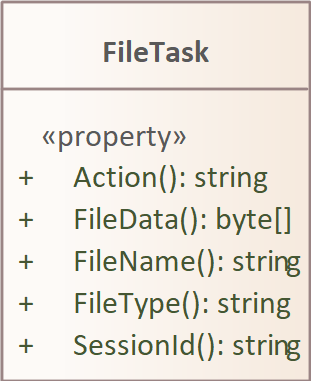 FileTask
«property»
+ Action(): string
+ FileData(): byte[]
+ FileName(): string
+ FileType(): string
+ SessionId(): string